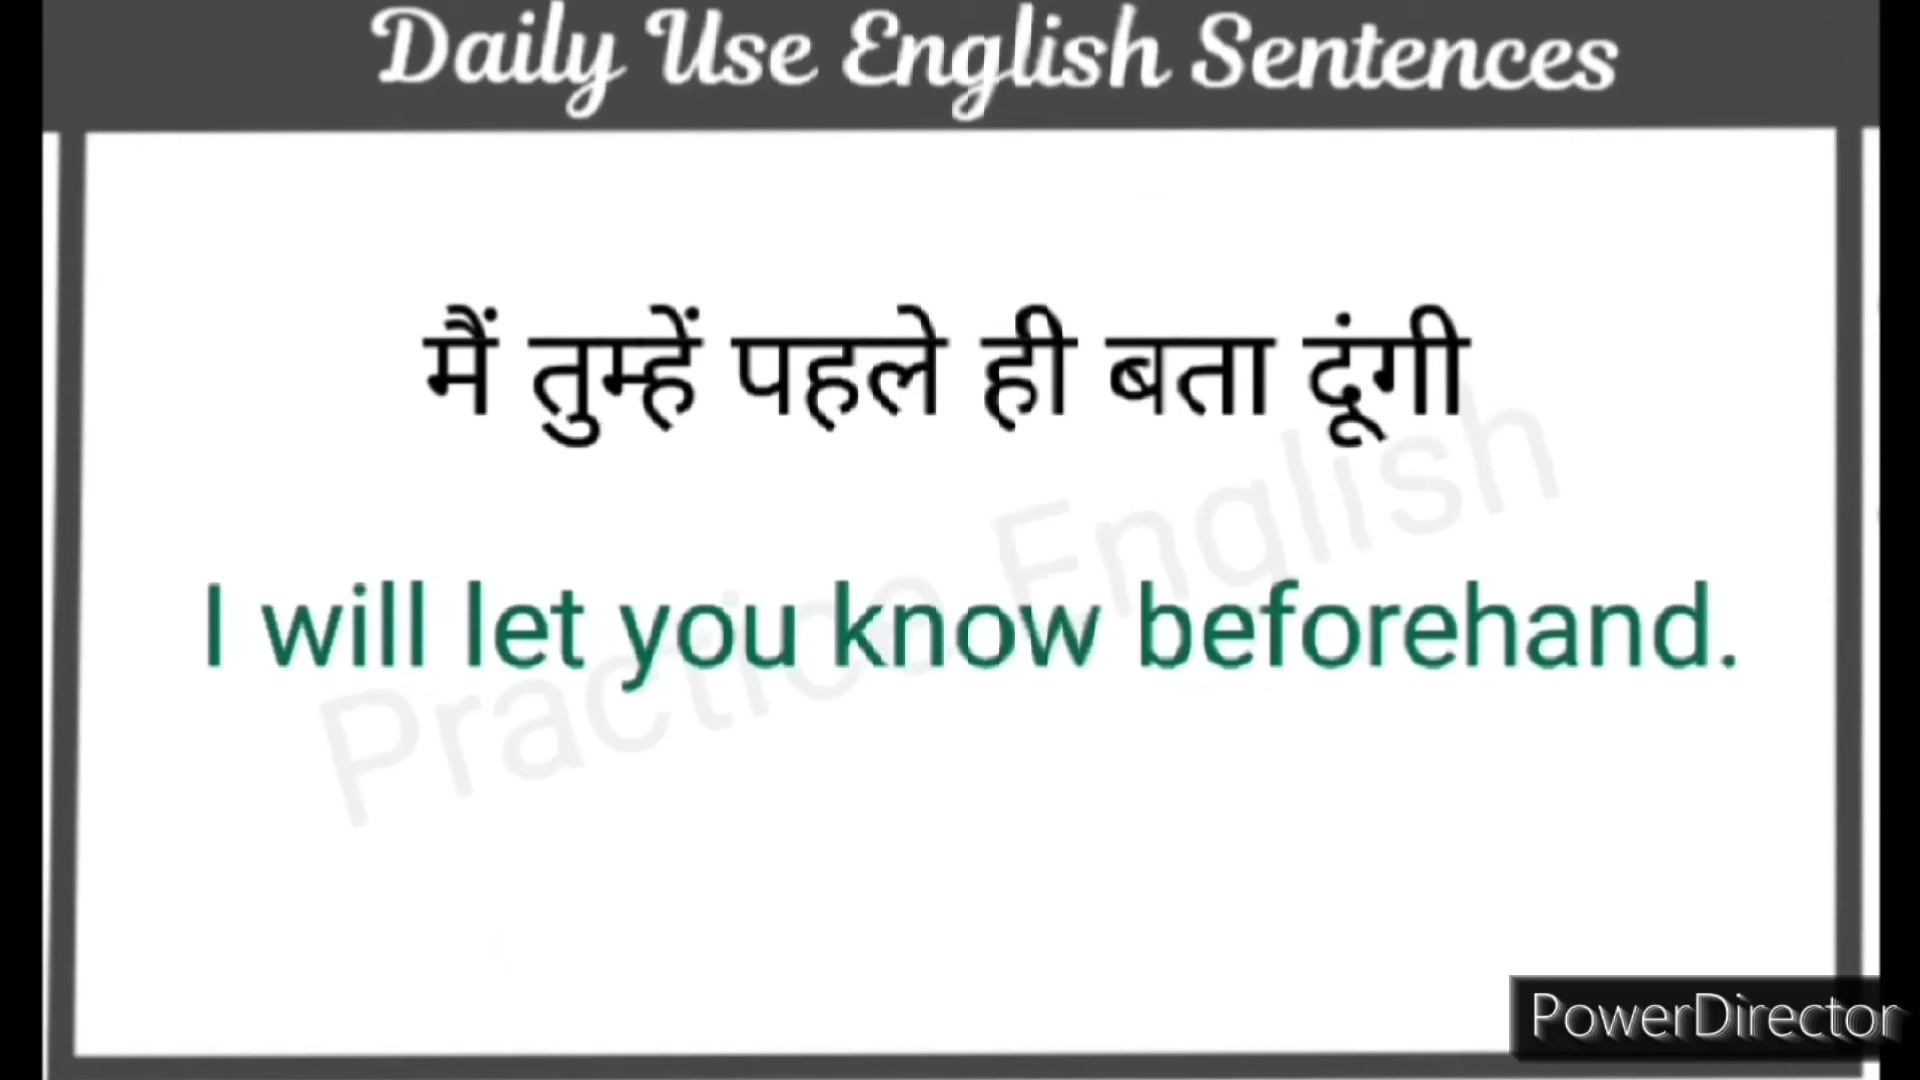 Daily Use English Sentences
मैं तुम्हें पहले ही बता दूंगी
I will let you know beforehand.
Practice English
PowerDirector